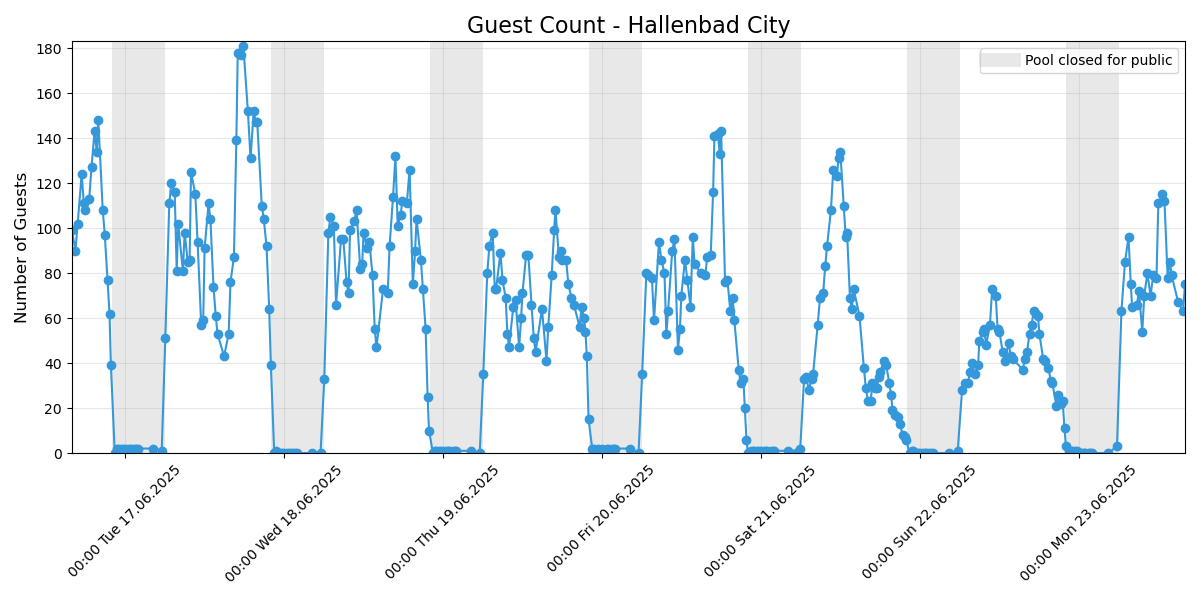 Guest Count - Hallenbad City
Pool closed for public
Number of Guests
180
160
140
120
100
80
60
40
20
0
00:00 Tue 17.06.2025
00:00 Wed 18.06.2025
00:00 Thu 19.06.2025
00:00 Fri 20.06.2025
00:00 Sat 21.06.2025
00:00 Sun 22.06.2025
00:00 Mon 23.06.2025